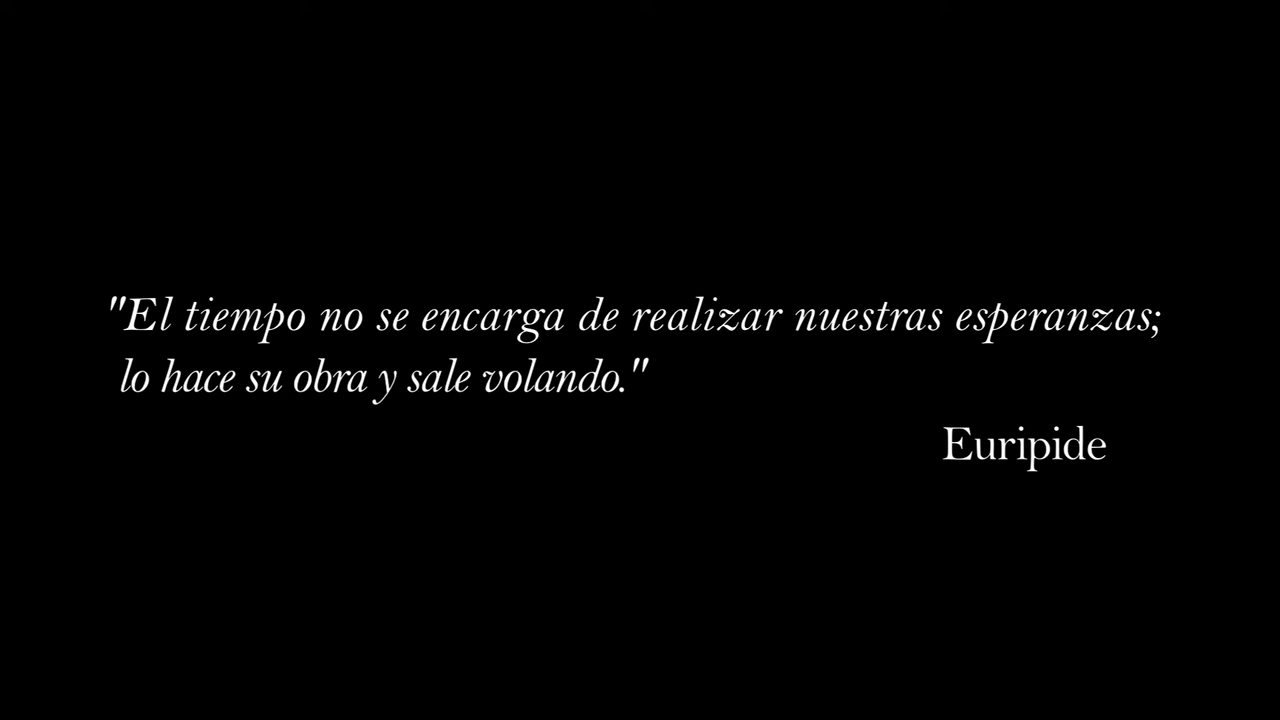 "El tiempo no se encarga de realizar nuestras esperanzas;
lo hace su obra y sale volando."
Euripide